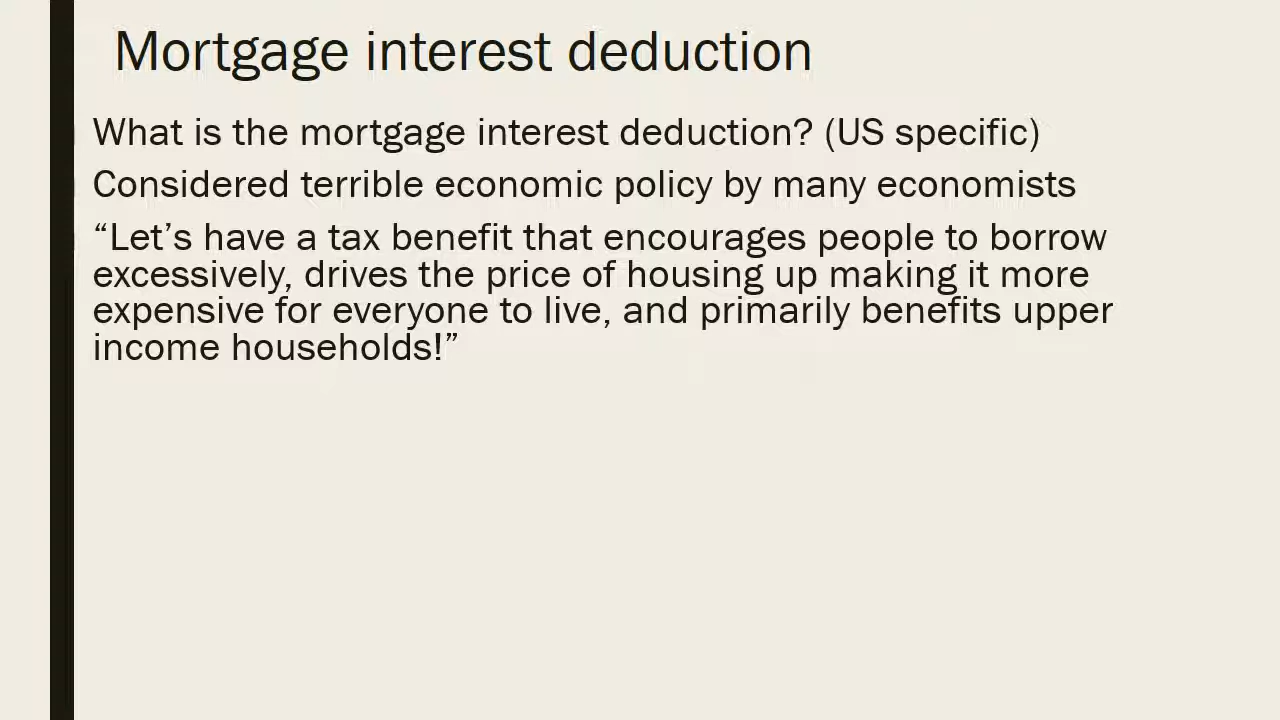 Mortgage interest deduction
What is the mortgage interest deduction? (US specific)
Considered terrible economic policy by many economists
“Let’s have a tax benefit that encourages people to borrow
excessively, drives the price of housing up making it more
expensive for everyone to live, and primarily benefits upper
income households!”